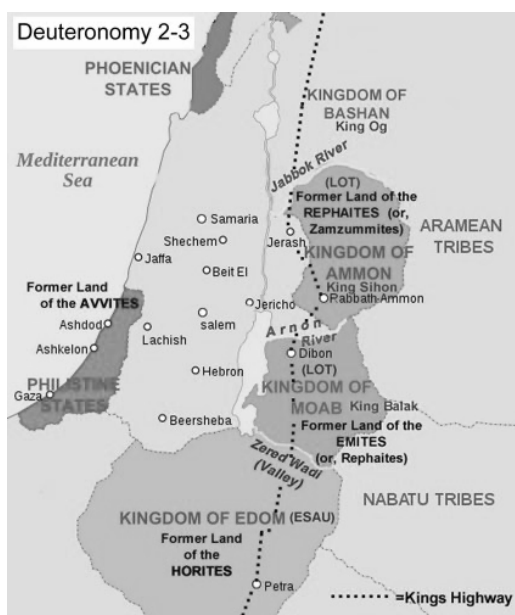 Deuteronomy 2-3
PHOENICIAN
STATES
KINGDOM OF
BASHAN
King Og
Mediterranean
Sea
Jabbok River
(LOT)
Former Land of the
REPHAITES (or,
Zamzummites)
ARAMEAN
TRIBES
Samaria
Shechem
Jerash
KINGDOM OF
AMMON
King Sihon
Jaffa
Beit El
Former Land
of the AVVITES
Jericho
Rabbath Ammon
Ashdod
salem
Arnon
River
Lachish
Ashkelon
Dibon
(LOT)
Hebron
KINGDOM OF
MOAB
King Balak
PHILISTINE
STATES
Gaza
Beersheba
Former Land of the
EMITES
(or, Rephaites)
Zered Wadi
(Valley)
NABATU TRIBES
KINGDOM OF EDOM (ESAU)
Former Land
of the
HORITES
Petra
=Kings Highway